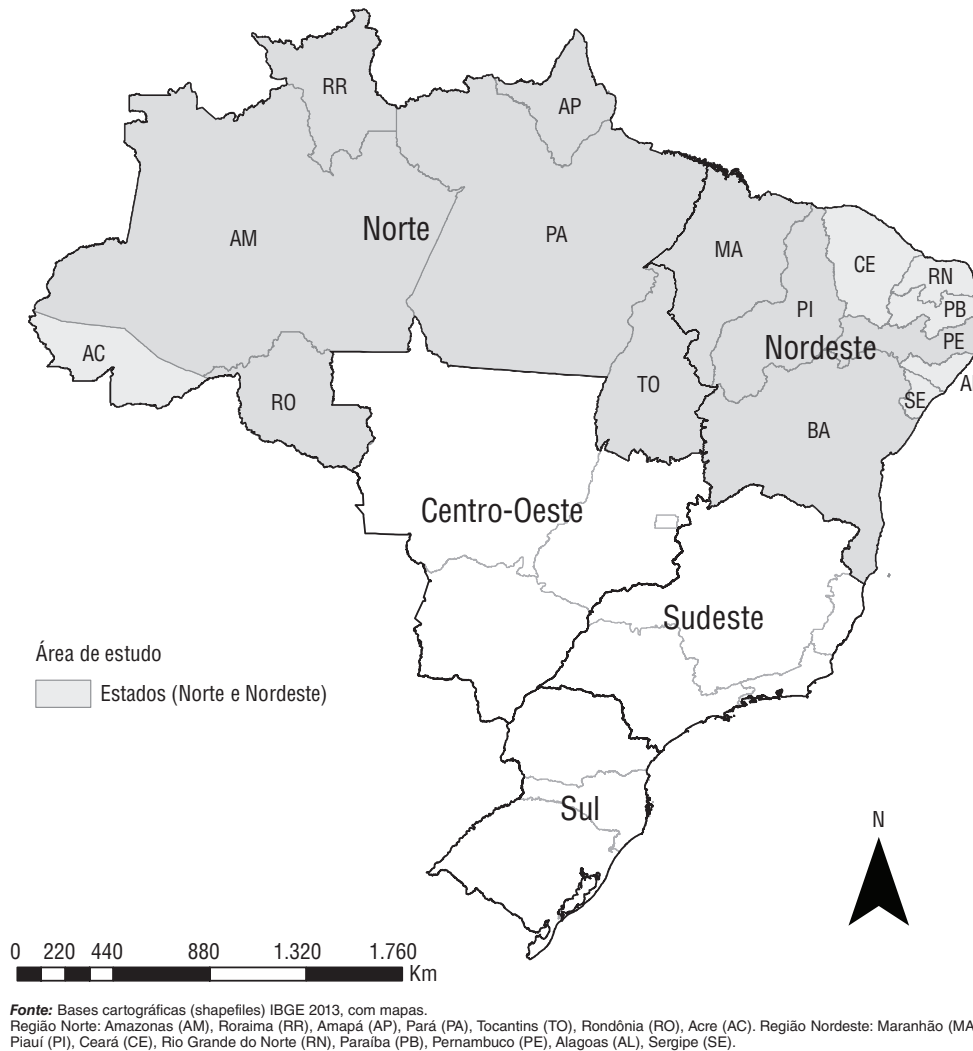 RR
AP
AM
Norte
PA
MA
CE
RN
PI
PB
PE
Nordeste
AC
TO
RO
SE
BA
Centro-Oeste
Sudeste
Área de estudo
Estados (Norte e Nordeste)
Sul
N
0 220 440 880 1.320 1.760
Km
Fonte: Bases cartográficas (shapefiles) IBGE 2013, com mapas.
Região Norte: Amazonas (AM), Roraima (RR), Amapá (AP), Pará (PA), Tocantins (TO), Rondônia (RO), Acre (AC). Região Nordeste: Maranhão (MA
Piauí (PI), Ceará (CE), Rio Grande do Norte (RN), Paraíba (PB), Pernambuco (PE), Alagoas (AL), Sergipe (SE).